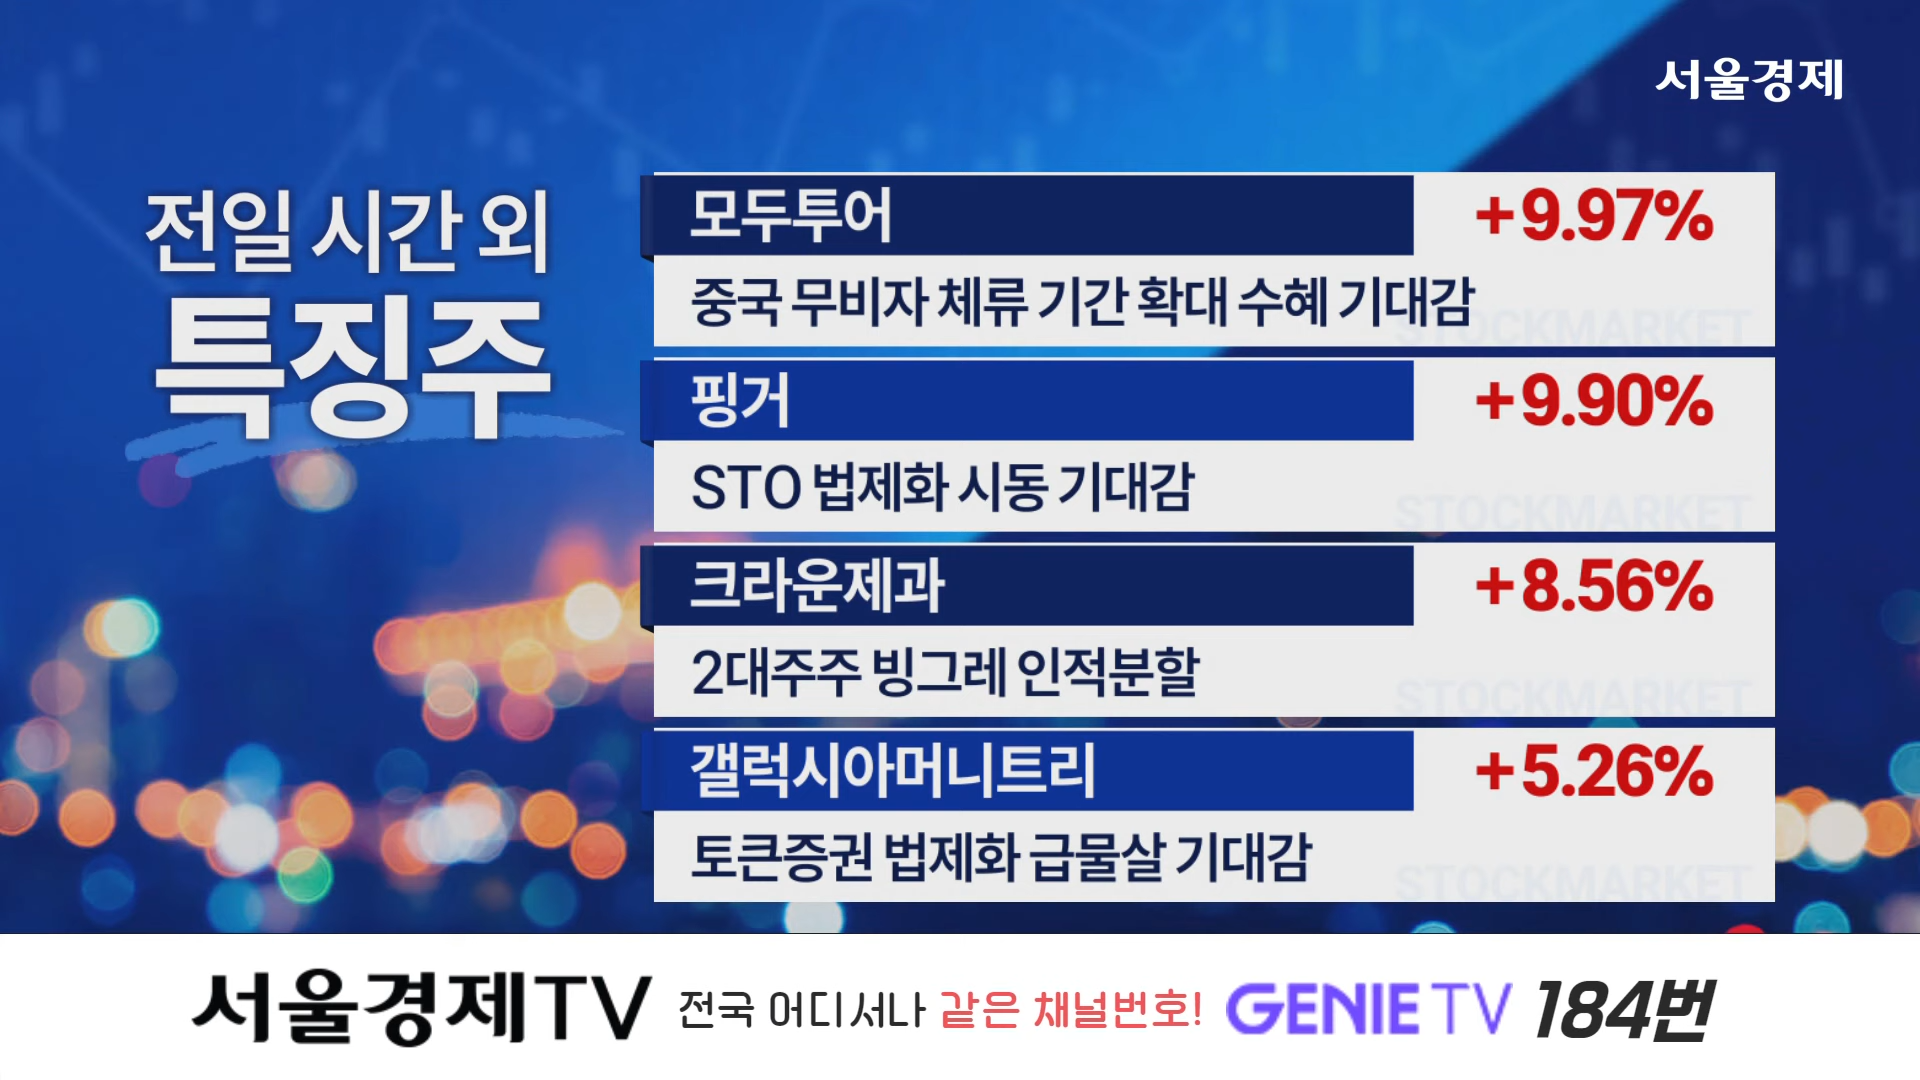 서울경제
전일 시간 외
특징주
모두투어 +9.97%
중국 무비자 체류 기간 확대 수혜 기대감
STOCKMARKET
핑거 +9.90%
STO 법제화 시동 기대감
STOCKMARKET
크라운제과 +8.56%
2대주주 빙그레 인적분할
STOCKMARKET
갤럭시아머니트리 +5.26%
토큰증권 법제화 급물살 기대감
STOCKMARKET
서울경제TV 전국 어디서나 같은 채널번호! GENIE TV 184번